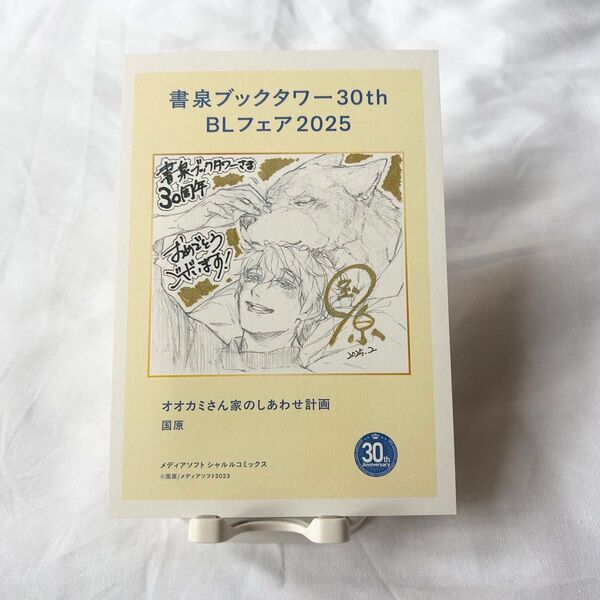 書泉ブックタワー30th
BLフェア2025
書泉ブックタワーさま
30周年
おめでとう
ございます!
国原
2025.2.
オオカミさん家のしあわせ計画
国原
メディアソフト シャルルコミックス
©国原/メディアソフト2023
30th
Anniversary